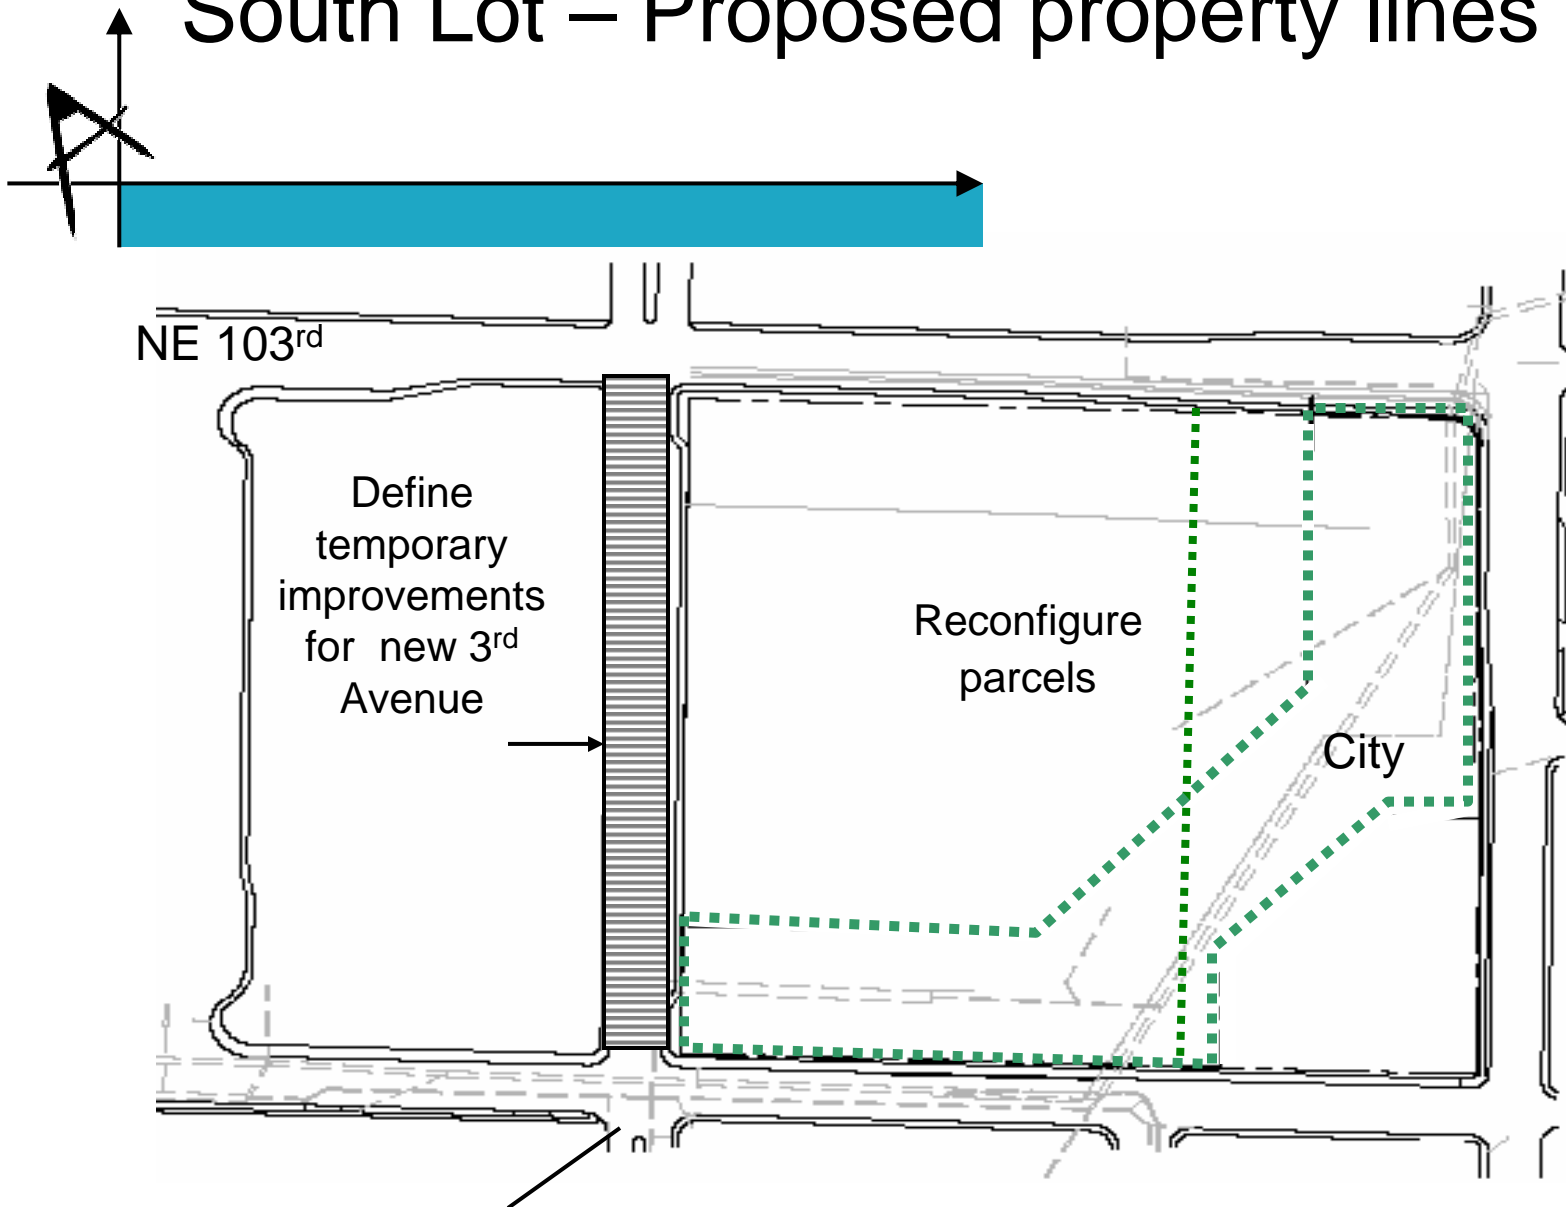 South Lot – Proposed property lines
NE 103rd
Define
temporary
improvements
for new 3rd
Avenue
Reconfigure
parcels
City